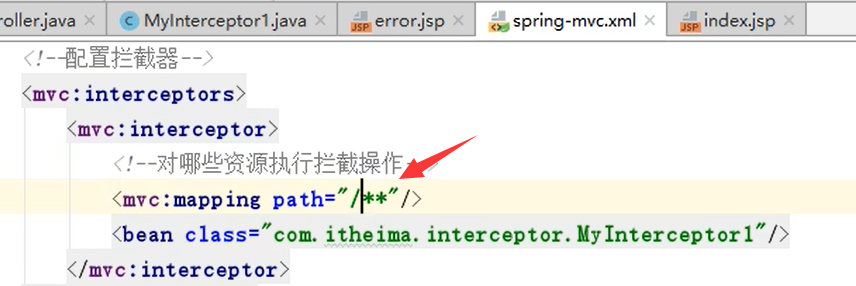 roller.java × MyInterceptor1.java × error.jsp × spring-mvc.xml × index.jsp ×
<!--配置拦截器-->
<mvc:interceptors>
<mvc:interceptor>
<!--对哪些资源执行拦截操作-->
<mvc:mapping path="/**"/>
<bean class="com.itheima.interceptor.MyInterceptor1"/>
</mvc:interceptor>